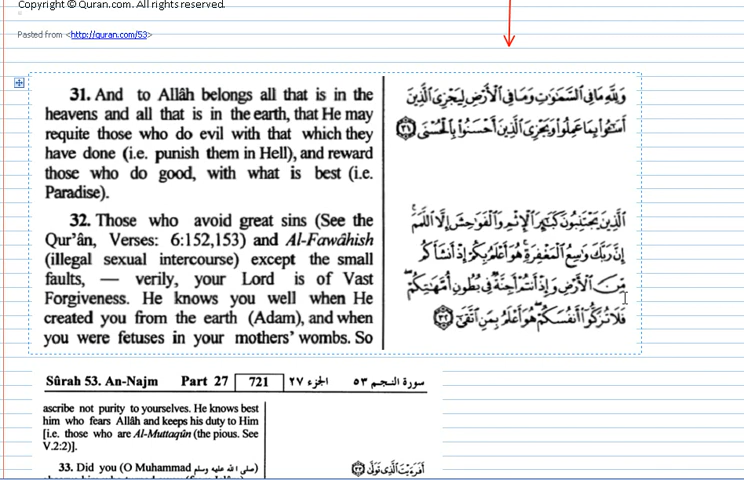 Copyright © Quran.com. All rights reserved.
Pasted from <http://quran.com/53>
31. And to Allâh belongs all that is in the
heavens and all that is in the earth, that He may
requite those who do evil with that which they
have done (i.e. punish them in Hell), and reward
those who do good, with what is best (i.e.
Paradise).
وَلِلَّهِ مَا فِى السَّمَٰوَٰتِ وَمَا فِى الْأَرْضِ لِيَجْزِىَ الَّذِينَ
أَسَٰٓـُٔوا بِمَا عَمِلُوا وَيَجْزِىَ الَّذِينَ أَحْسَنُوا بِالْحُسْنَى ٣١
32. Those who avoid great sins (See the
Qur'ân, Verses: 6:152,153) and Al-Fawâhish
(illegal sexual intercourse) except the small
faults, — verily, your Lord is of Vast
Forgiveness. He knows you well when He
created you from the earth (Adam), and when
you were fetuses in your mothers' wombs. So
الَّذِينَ يَجْتَنِبُونَ كَبَٰٓئِرَ الْإِثْمِ وَالْفَوَٰحِشَ إِلَّا اللَّمَمَ ۚ
إِنَّ رَبَّكَ وَٰسِعُ الْمَغْفِرَةِ ۚ هُوَ أَعْلَمُ بِكُمْ إِذْ أَنشَأَكُم
مِّنَ الْأَرْضِ وَإِذْ أَنتُمْ أَجِنَّةٌ فِى بُطُونِ أُمَّهَٰتِكُمْ ۖ
فَلَا تُزَكُّوٓا أَنفُسَكُمْ ۖ هُوَ أَعْلَمُ بِمَنِ اتَّقَىٰٓ ٣٢
Sûrah 53. An-Najm Part 27 721 الجزء ٢٧ سورة النجم ٥٣
ascribe not purity to yourselves. He knows best
him who fears Allâh and keeps his duty to Him
[i.e. those who are Al-Muttaqûn (the pious. See
V.2:2)].
33. Did you (O Muhammad صلى الله عليه وسلم)
أَفَرَءَيْتَ الَّذِى تَوَلَّىٰ ٣٣